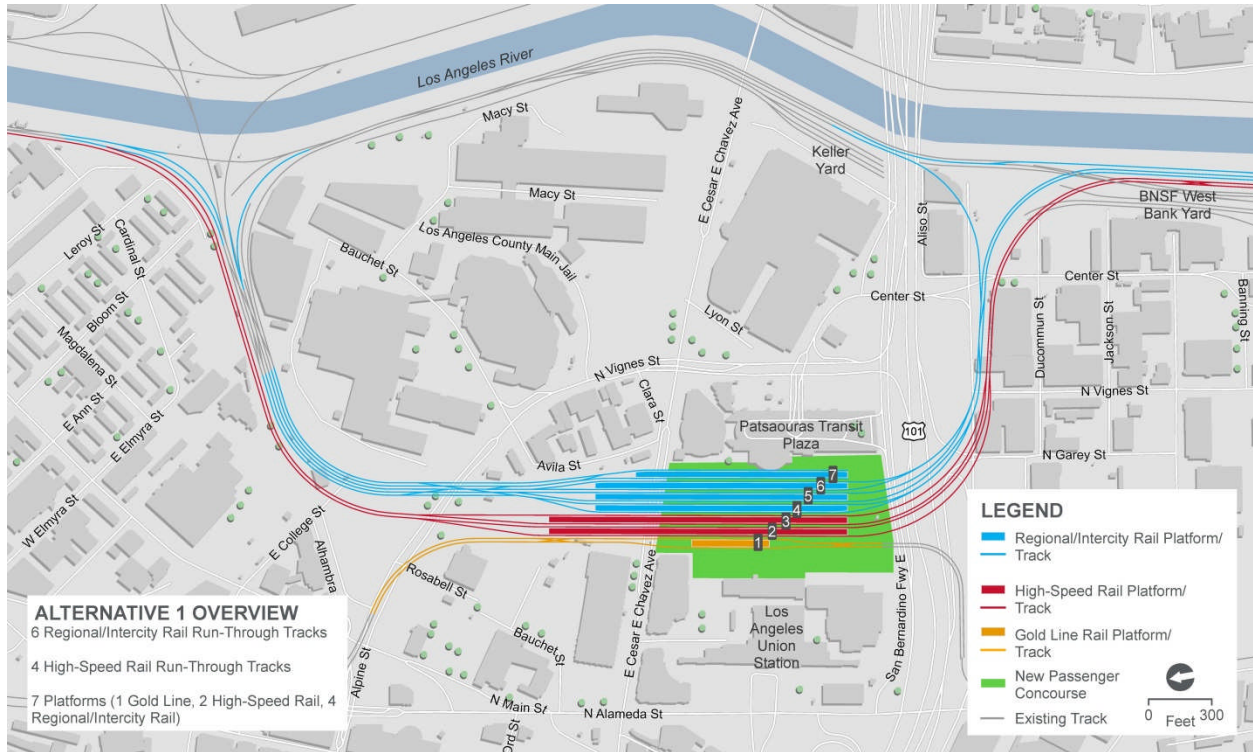 Los Angeles River
Macy St
E Cesar E Chavez Ave
Keller
Yard
Aliso St
BNSF West
Bank Yard
Macy St
Leroy St
Cardinal St
Los Angeles County Main Jail
Bauchet St
Center St
Center St
Banning St
Bloom St
Lyon St
Ducommun St
Jackson St
Magdalena St
N Vignes St
N Vignes St
E Ann St
Clara St
E Elmyra St
Patsaouras Transit
Plaza
101
N Garey St
Avila St
7
6
5
4
3
2
1
W Elmyra St
E College St
Alhambra
Rosabell St
E Cesar E Chavez Ave
San Bernardino Fwy E
Bauchet St
Los
Angeles
Union
Station
Alpine St
N Main St
Ord St
N Alameda St
ALTERNATIVE 1 OVERVIEW
6 Regional/Intercity Rail Run-Through Tracks
4 High-Speed Rail Run-Through Tracks
7 Platforms (1 Gold Line, 2 High-Speed Rail, 4
Regional/Intercity Rail)
LEGEND
Regional/Intercity Rail Platform/
Track
High-Speed Rail Platform/
Track
Gold Line Rail Platform/
Track
New Passenger
Concourse
Existing Track
0 300
Feet